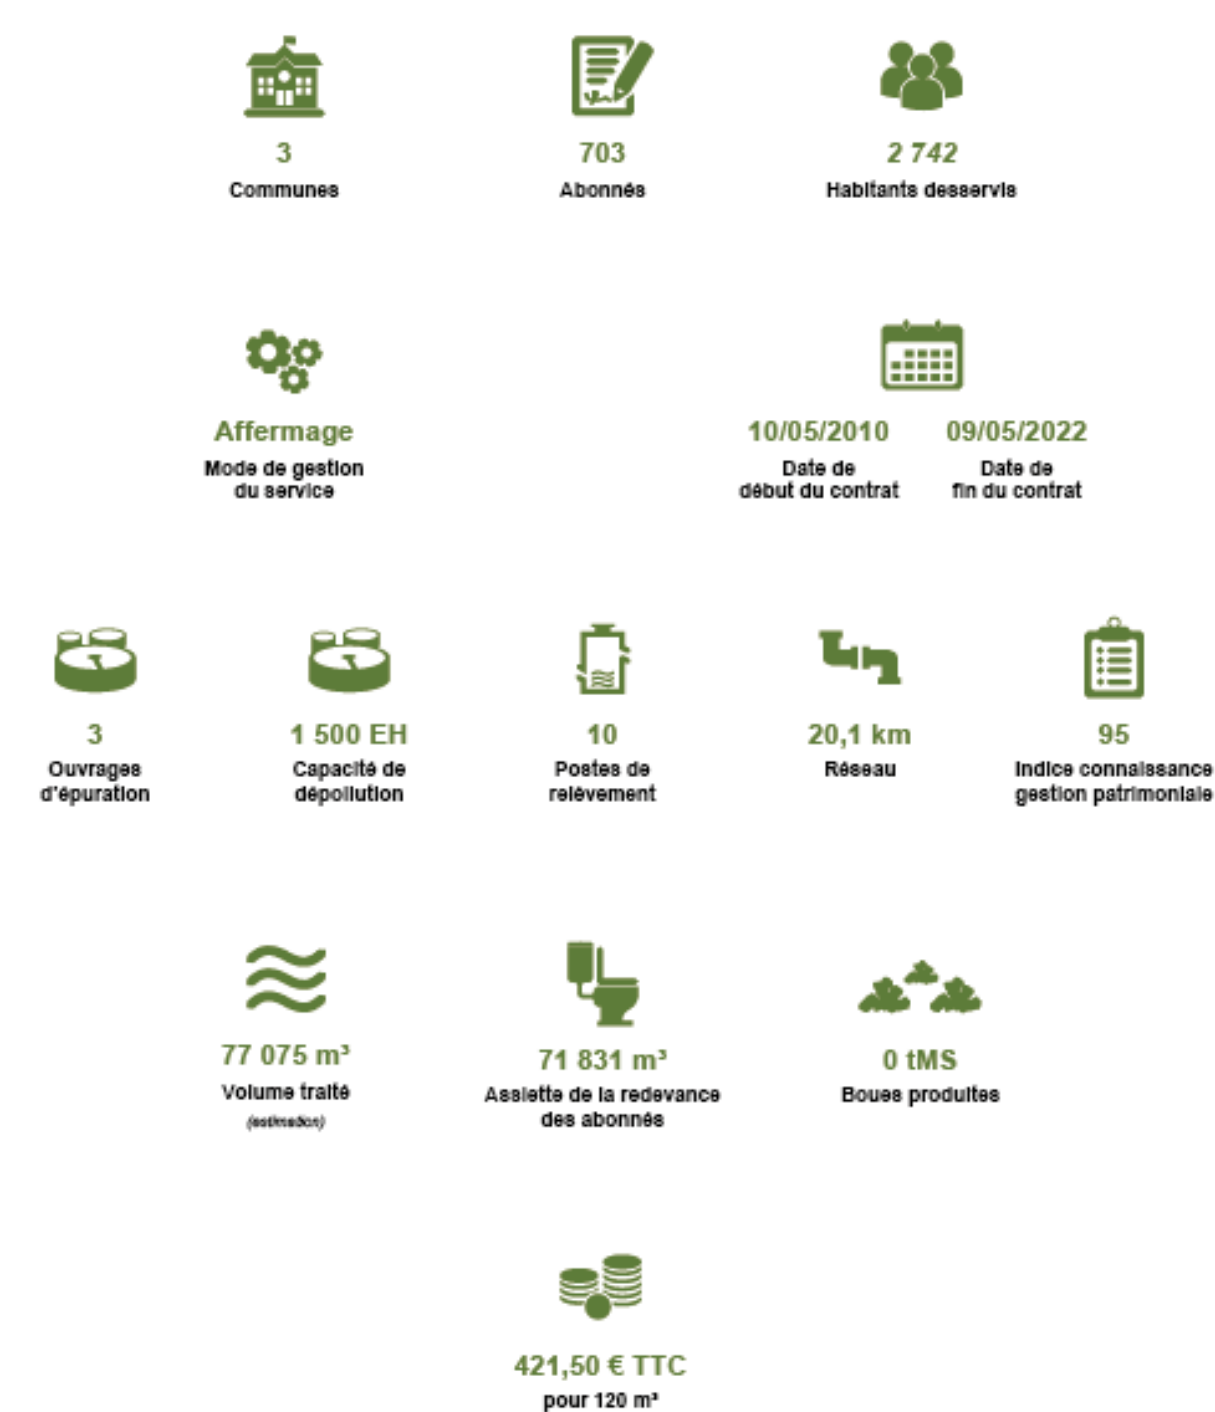 3
Communes
703
Abonnés
2 742
Habitants desservis
Affermage
Mode de gestion
du service
10/05/2010
Date de
début du contrat
09/05/2022
Date de
fin du contrat
3
Ouvrages
d'épuration
1 500 EH
Capacité de
dépollution
10
Postes de
relèvement
20,1 km
Réseau
95
Indice connaissance
gestion patrimoniale
77 075 m³
Volume traité
(estimation)
71 831 m³
Assiette de la redevance
des abonnés
0 tMS
Boues produites
421,50 € TTC
pour 120 m³